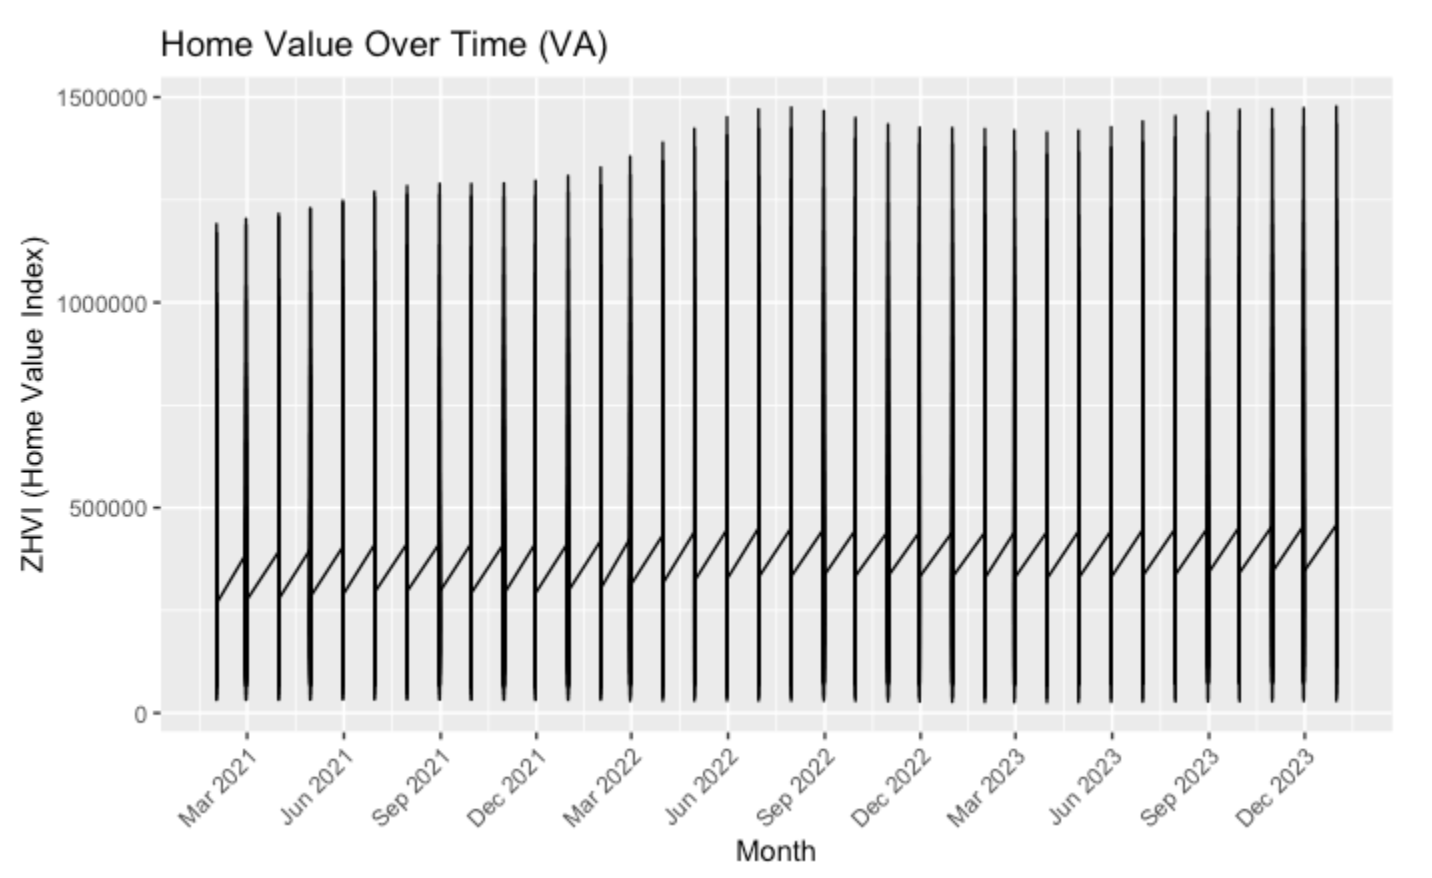 Home Value Over Time (VA)
ZHVI (Home Value Index)
1500000
1000000
500000
0
Mar 2021
Jun 2021
Sep 2021
Dec 2021
Mar 2022
Jun 2022
Sep 2022
Dec 2022
Mar 2023
Jun 2023
Sep 2023
Dec 2023
Month